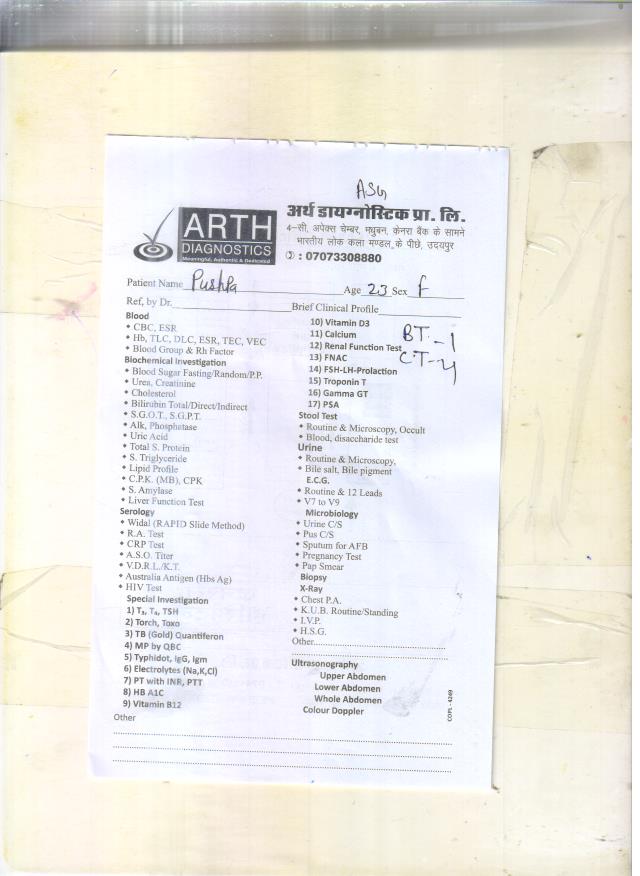 ASG
ARTH
DIAGNOSTICS
Meaningful, Authentic & Dedicated
अर्थ डायग्नोस्टिक प्रा. लि.
4-सी, अपेक्स चेम्बर, मधुबन, केनरा बैंक के सामने
भारतीय लोक कला मण्डल के पीछे, उदयपुर
: 07073308880
Patient Name Pushpa Age 23 Sex F
Ref, by Dr. Brief Clinical Profile
Blood
• CBC, ESR
• Hb, TLC, DLC, ESR, TEC, VEC
• Blood Group & Rh Factor
Biochemical Investigation
• Blood Sugar Fasting/Random/P.P.
• Urea, Creatinine
• Cholesterol
• Bilirubin Total/Direct/Indirect
• S.G.O.T., S.G.P.T.
• Alk, Phosphatase
• Uric Acid
• Total S. Protein
• S. Triglyceride
• Lipid Profile
• C.P.K. (MB), CPK
• S. Amylase
• Liver Function Test
Serology
• Widal (RAPID Slide Method)
• R.A. Test
• CRP Test
• A.S.O. Titer
• V.D.R.L./K.T.
• Australia Antigen (Hbs Ag)
• HIV Test
Special Investigation
1) T₃, T₄, TSH
2) Torch, Toxo
3) TB (Gold) Quantiferon
4) MP by QBC
5) Typhidot, IgG, Igm
6) Electrolytes (Na,K,Cl)
7) PT with INR, PTT
8) HB A1C
9) Vitamin B12
Other
10) Vitamin D3
11) Calcium
12) Renal Function Test
13) FNAC
14) FSH-LH-Prolaction
15) Troponin T
16) Gamma GT
17) PSA
BT-1
CT-4
Stool Test
• Routine & Microscopy, Occult
• Blood, disaccharide test
Urine
• Routine & Microscopy,
• Bile salt, Bile pigment
E.C.G.
• Routine & 12 Leads
• V7 to V9
Microbiology
• Urine C/S
• Pus C/S
• Sputum for AFB
• Pregnancy Test
• Pap Smear
Biopsy
X-Ray
• Chest P.A.
• K.U.B. Routine/Standing
• I.V.P.
• H.S.G.
Other
Ultrasonography
Upper Abdomen
Lower Abdomen
Whole Abdomen
Colour Doppler
COPL - 4249